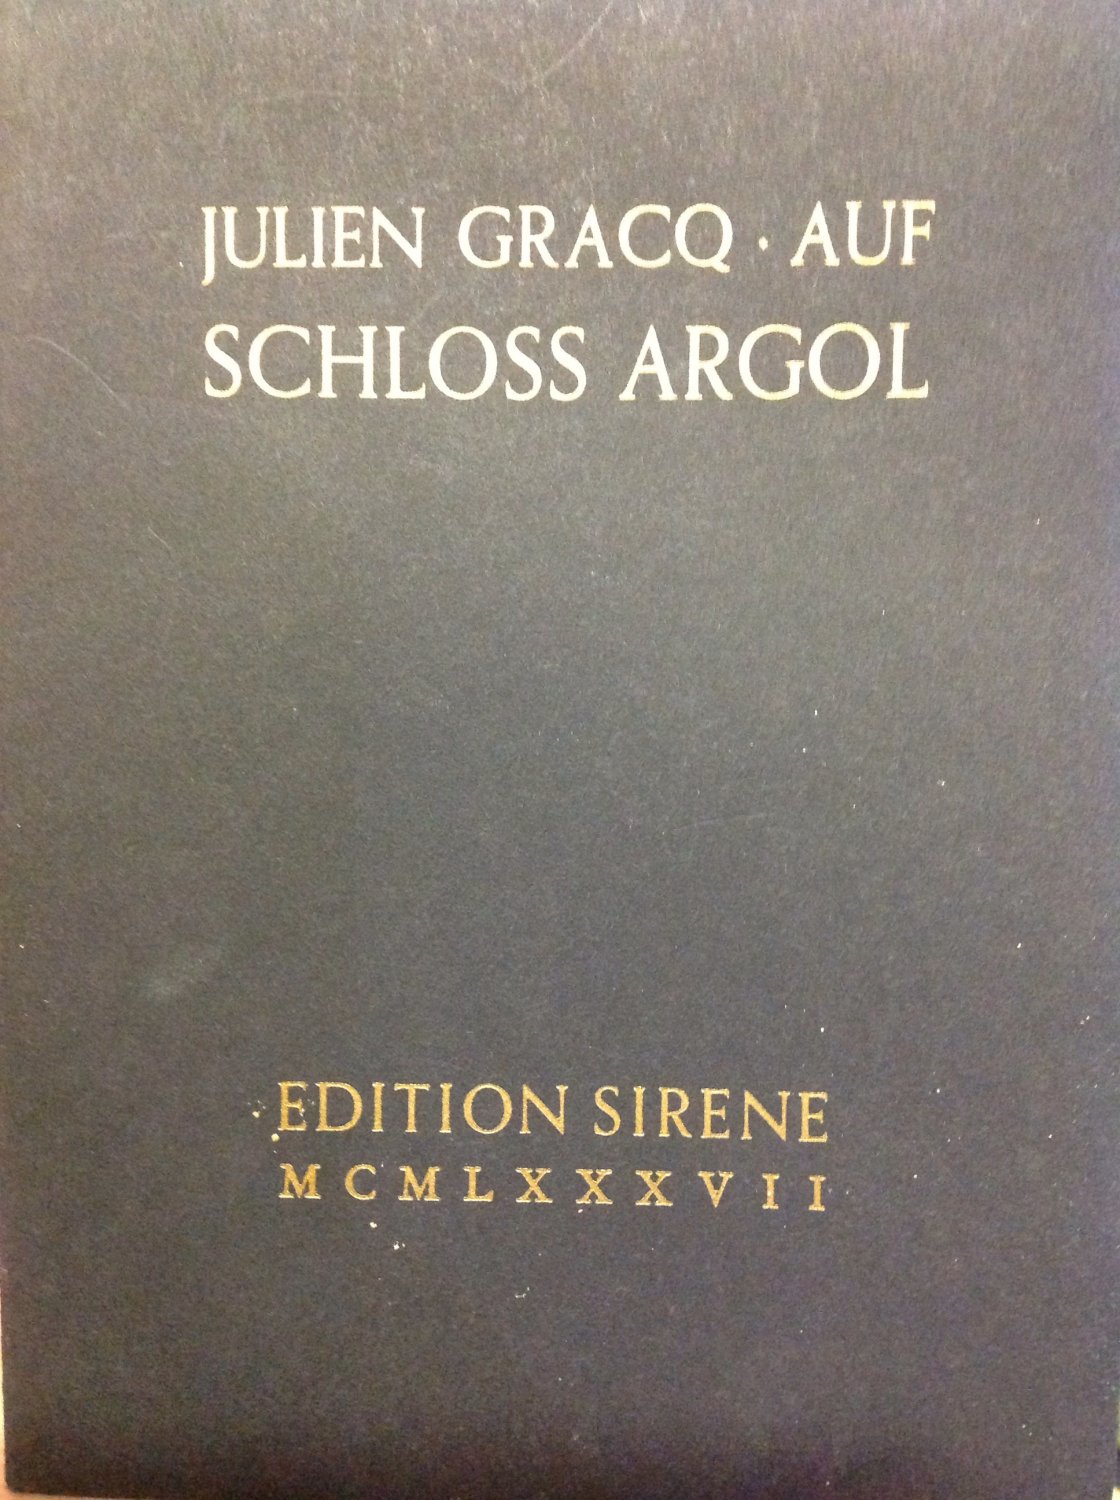 JULIEN GRACQ · AUF
SCHLOSS ARGOL
EDITION SIRENE
MCMLXXXVII